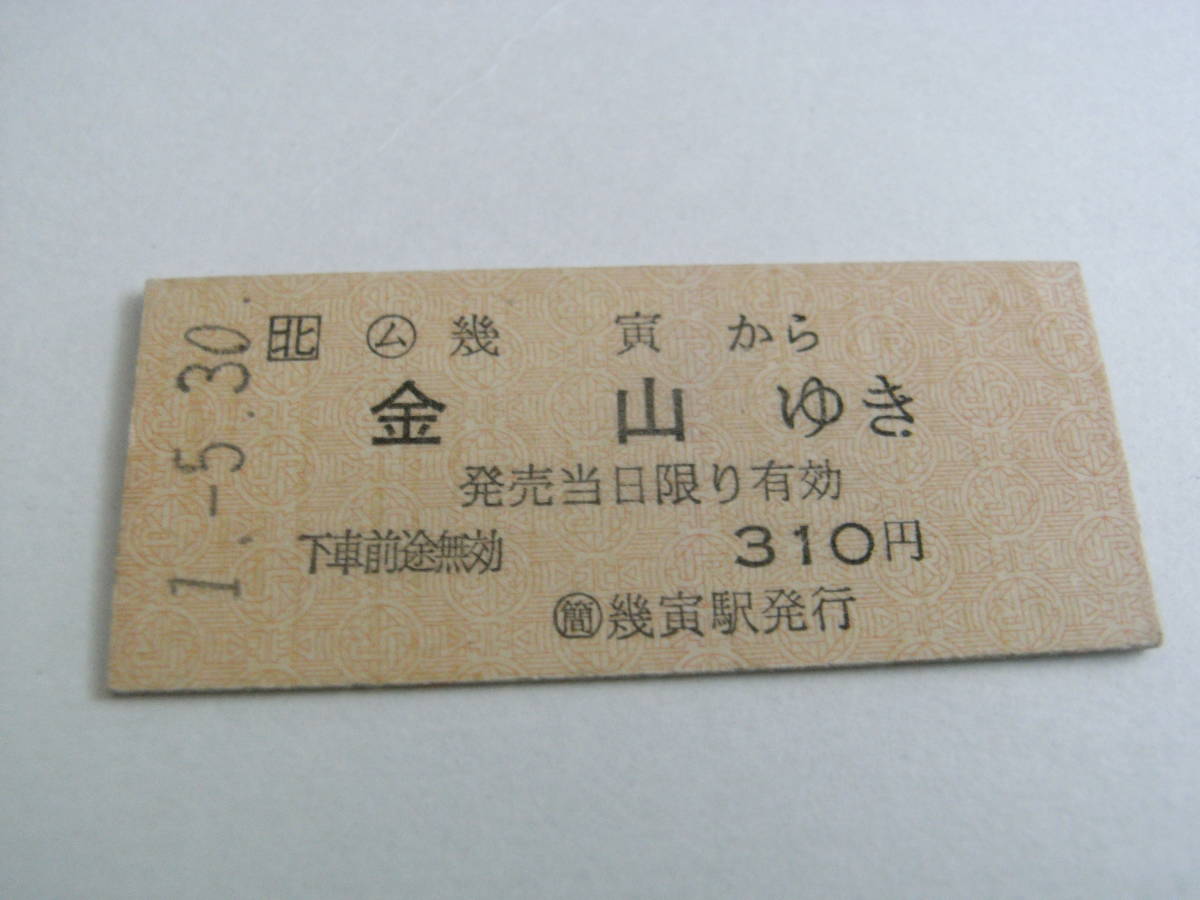 1.-5.30
北 ム 幾寅から
金山ゆき
発売当日限り有効
下車前途無効 310円
簡 幾寅駅発行